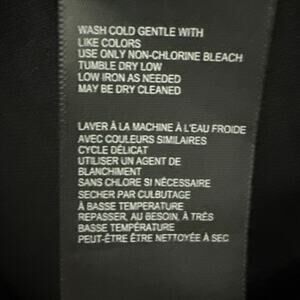 WASH COLD GENTLE WITH
LIKE COLORS
USE ONLY NON-CHLORINE BLEACH
TUMBLE DRY LOW
LOW IRON AS NEEDED
MAY BE DRY CLEANED
LAVER À LA MACHINE À L'EAU FROIDE
AVEC COULEURS SIMILAIRES
CYCLE DÉLICAT
UTILISER UN AGENT DE
BLANCHIMENT
SANS CHLORE SI NÉCESSAIRE
SECHER PAR CULBUTAGE
À BASSE TEMPERATURE
REPASSER, AU BESOIN, À TRÈS
BASSE TEMPÉRATURE
PEUT-ÊTRE ÊTRE NETTOYÉE À SEC